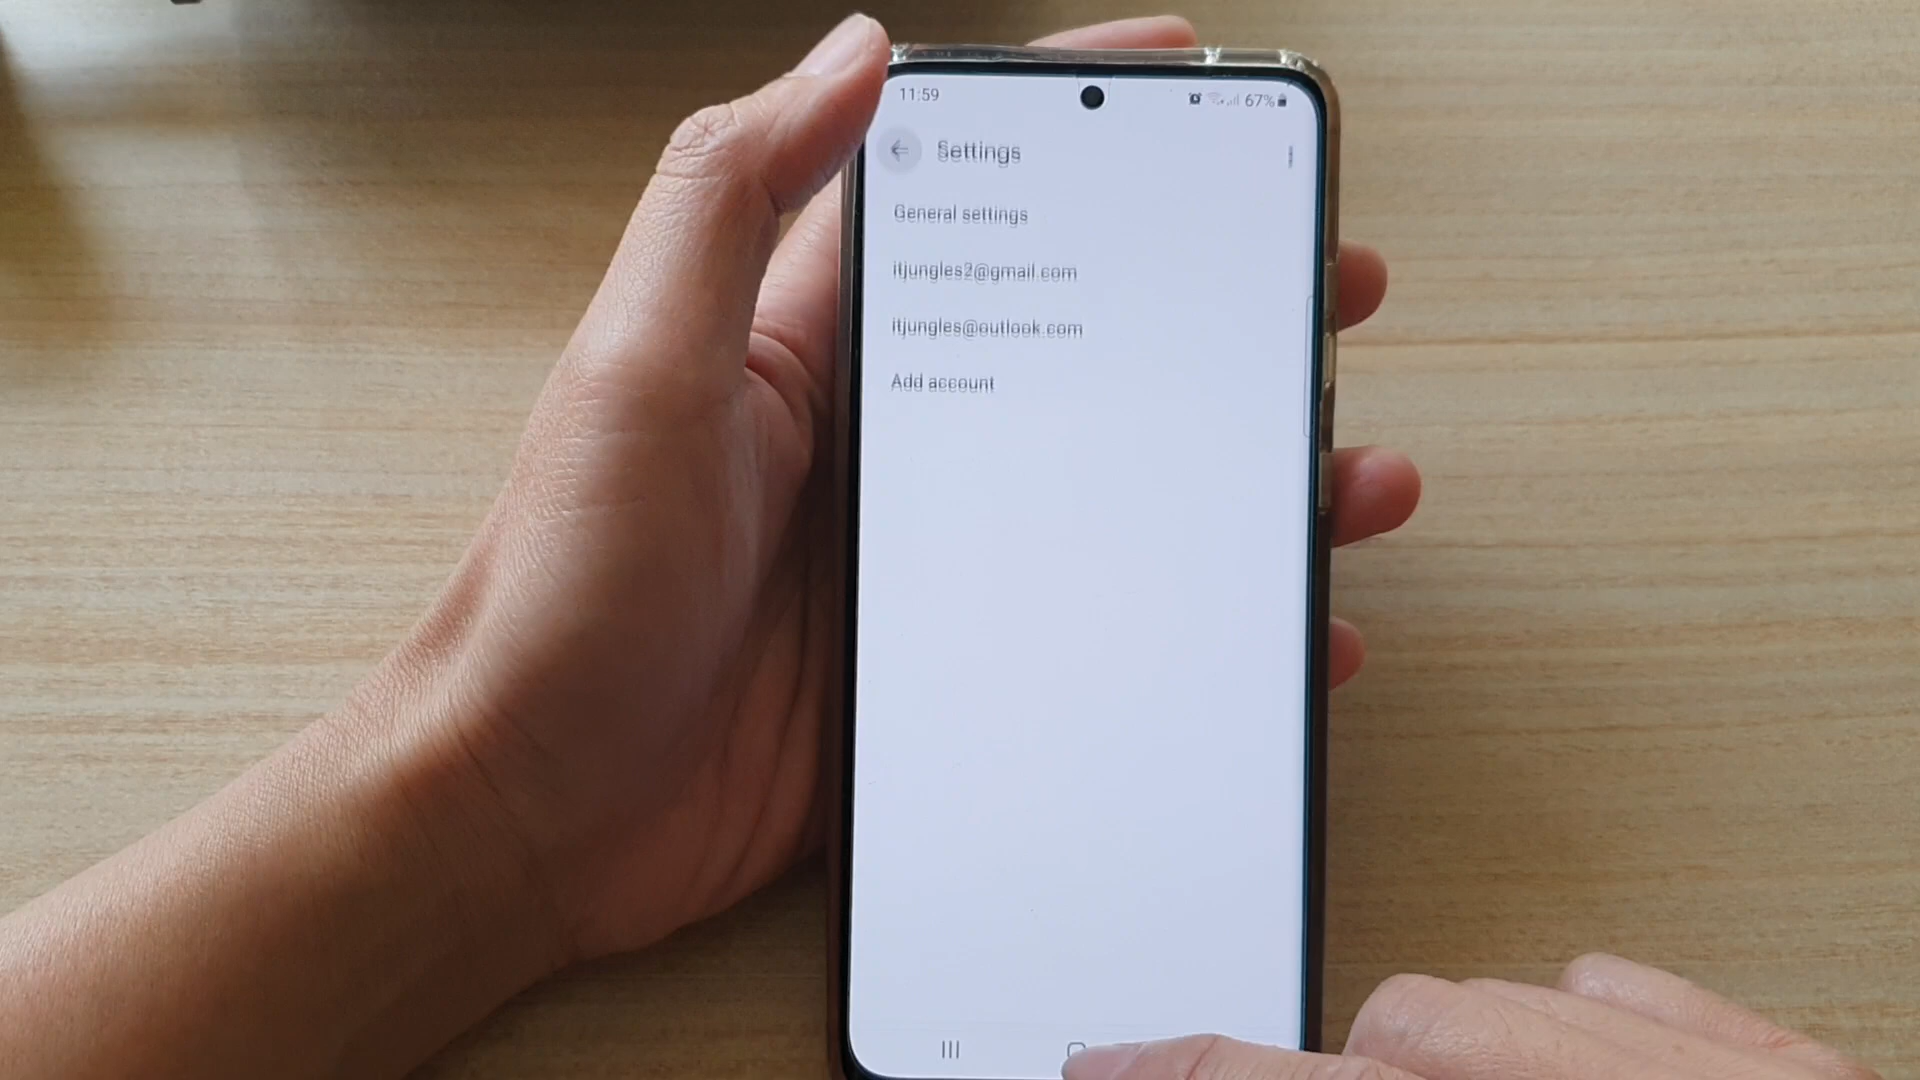 11:59
67%
Settings
General settings
itjungles2@gmail.com
itjungles@outlook.com
Add account